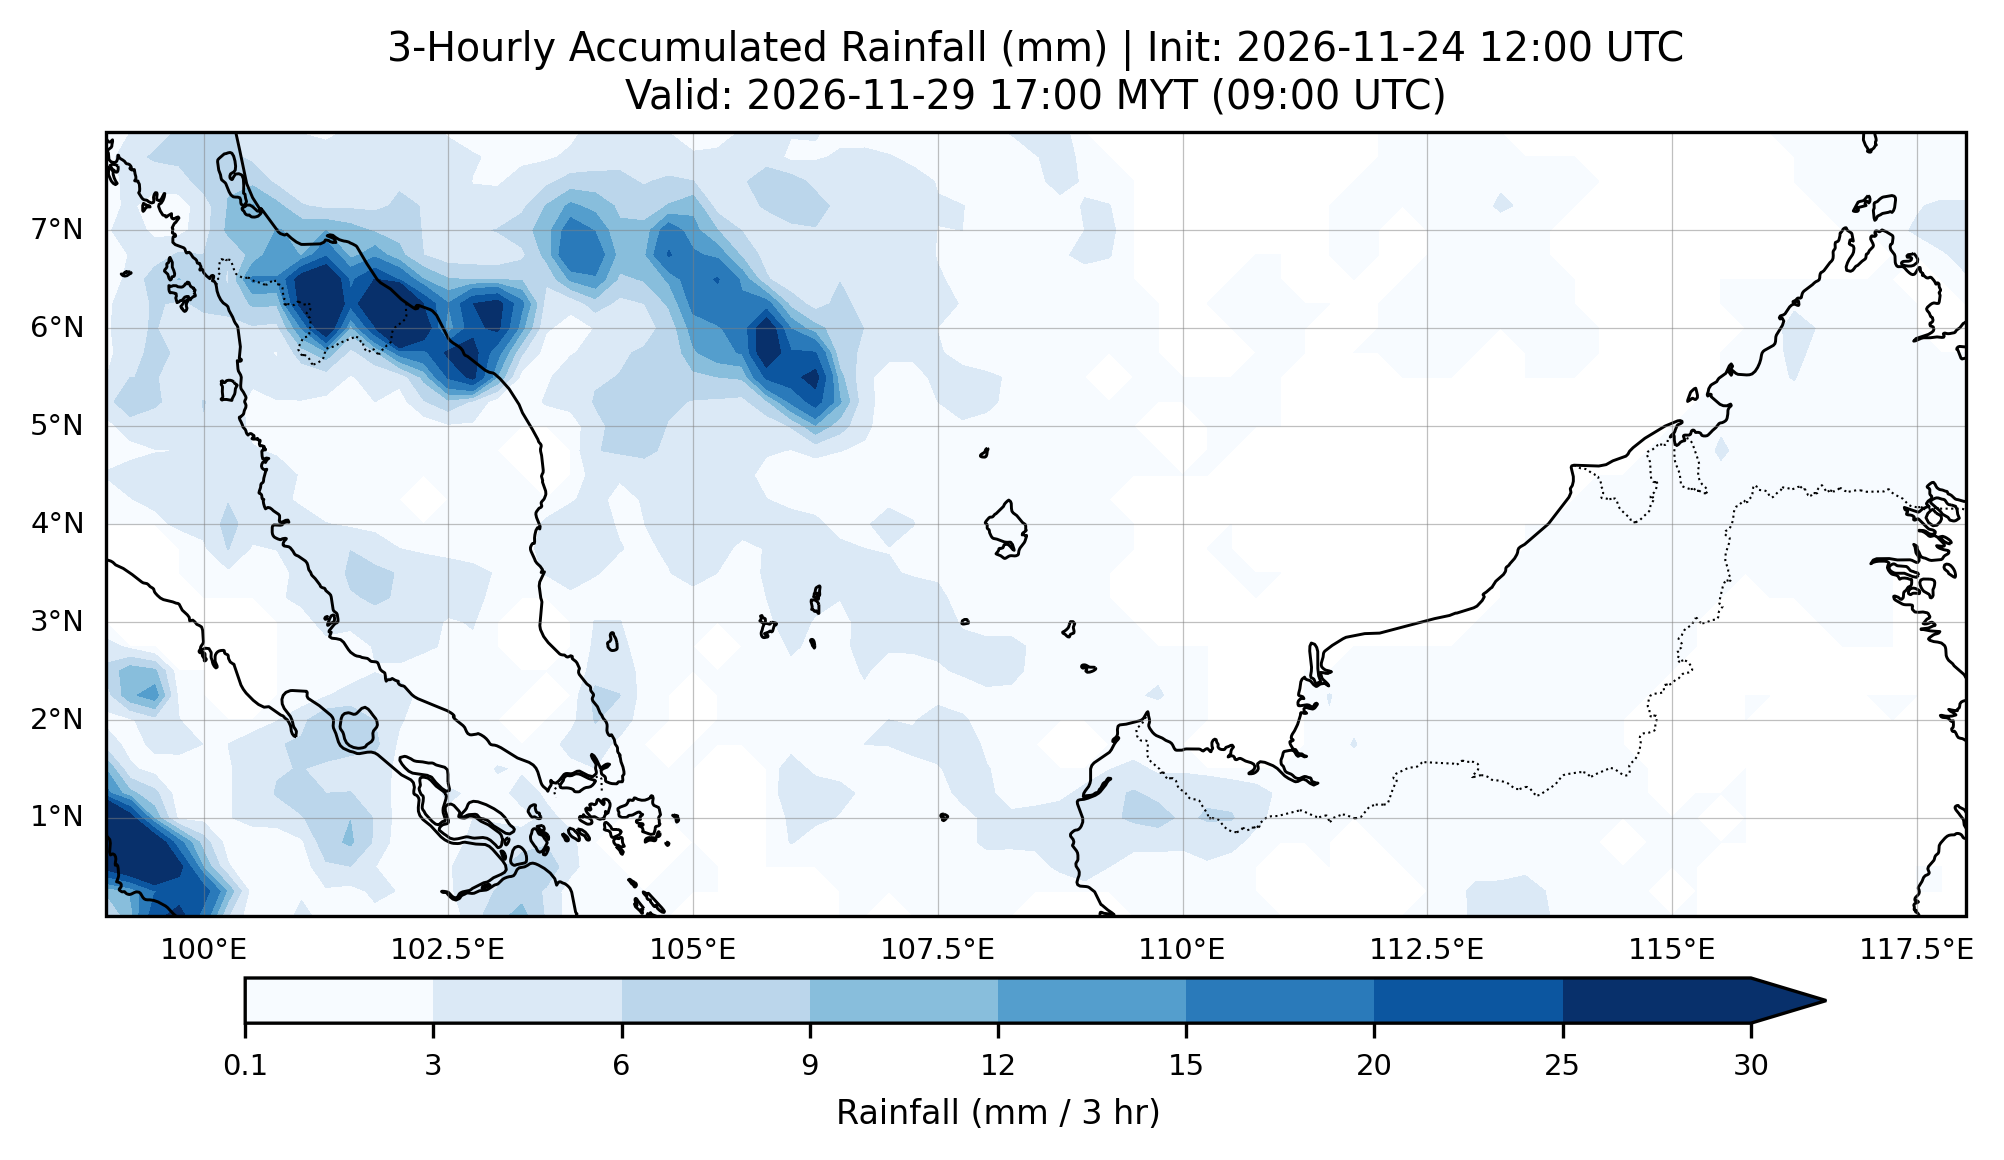 3-Hourly Accumulated Rainfall (mm) | Init: 2026-11-24 12:00 UTC
Valid: 2026-11-29 17:00 MYT (09:00 UTC)
7°N
6°N
5°N
4°N
3°N
2°N
1°N
100°E 102.5°E 105°E 107.5°E 110°E 112.5°E 115°E 117.5°E
0.1 3 6 9 12 15 20 25 30
Rainfall (mm / 3 hr)